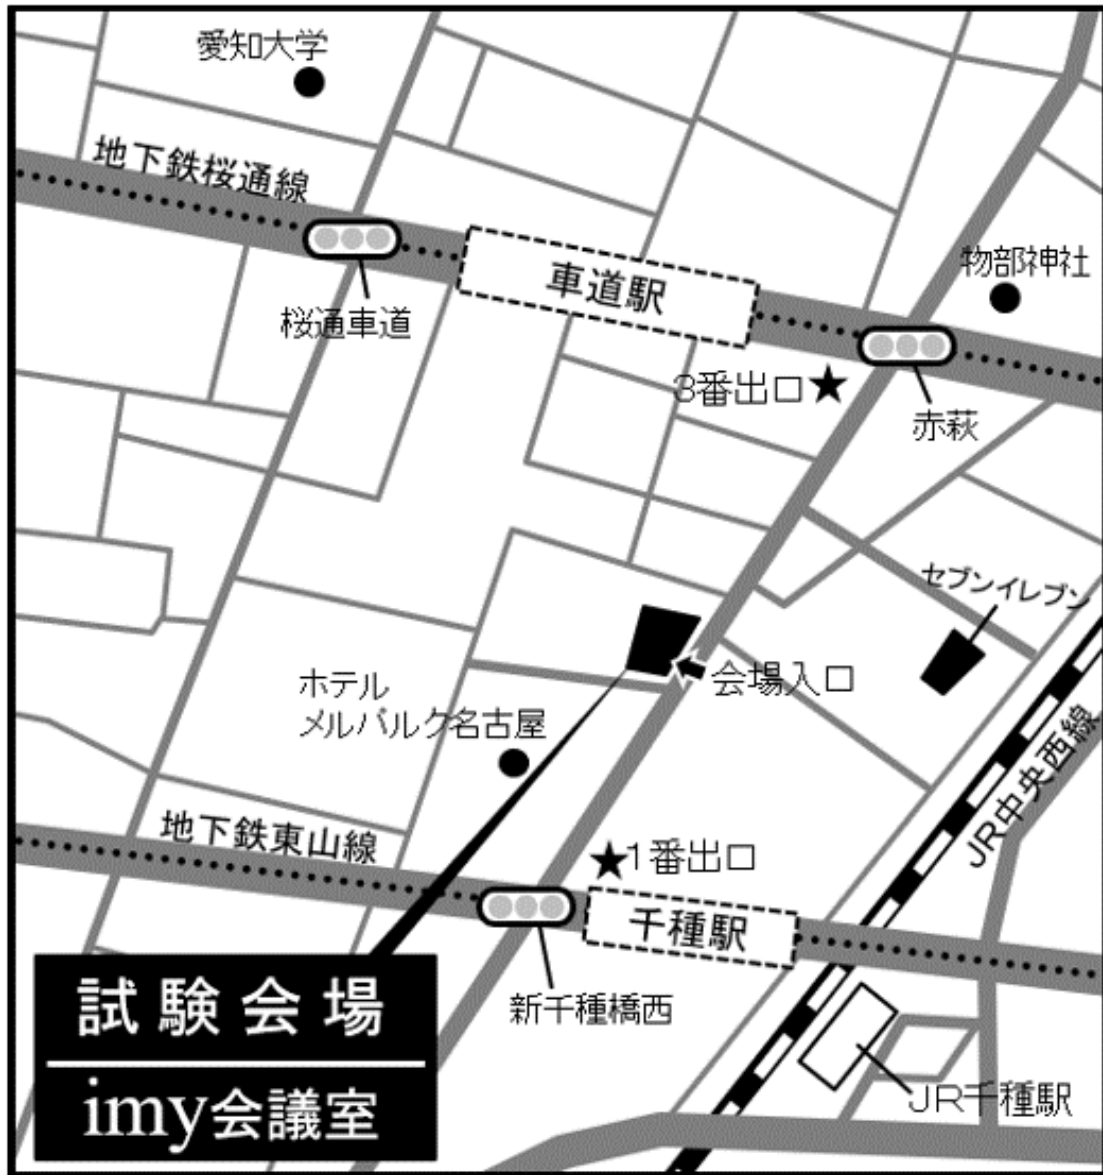 愛知大学
地下鉄桜通線
車道駅
物部神社
桜通車道
3番出口
赤萩
セブンイレブン
会場入口
ホテル
メルパルク名古屋
JR中央西線
地下鉄東山線
1番出口
千種駅
新千種橋西
試験会場
imy会議室
JR千種駅